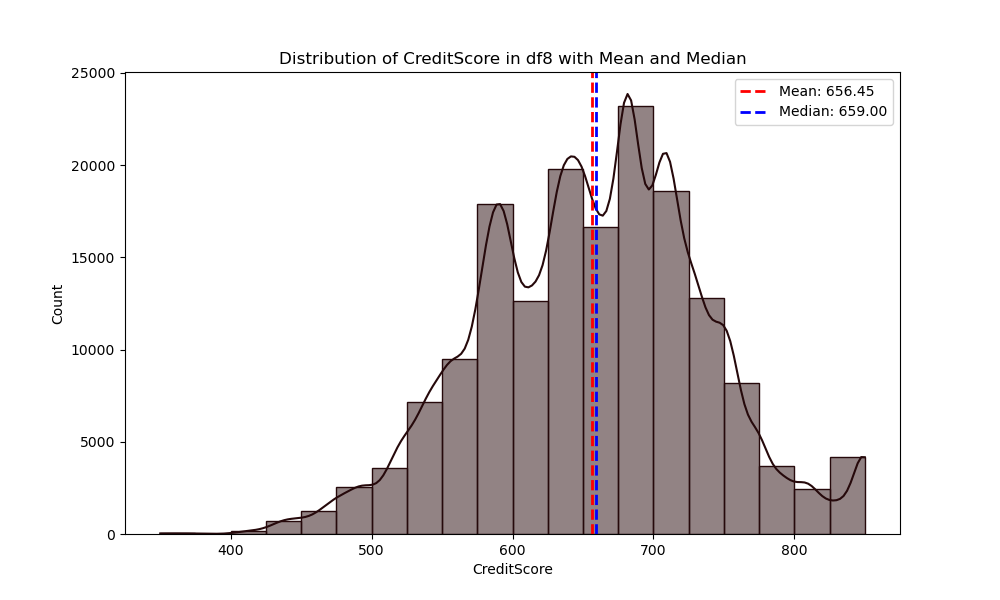 Distribution of CreditScore in df8 with Mean and Median
Mean: 656.45
Median: 659.00
Count
25000
20000
15000
10000
5000
0
400 500 600 700 800
CreditScore